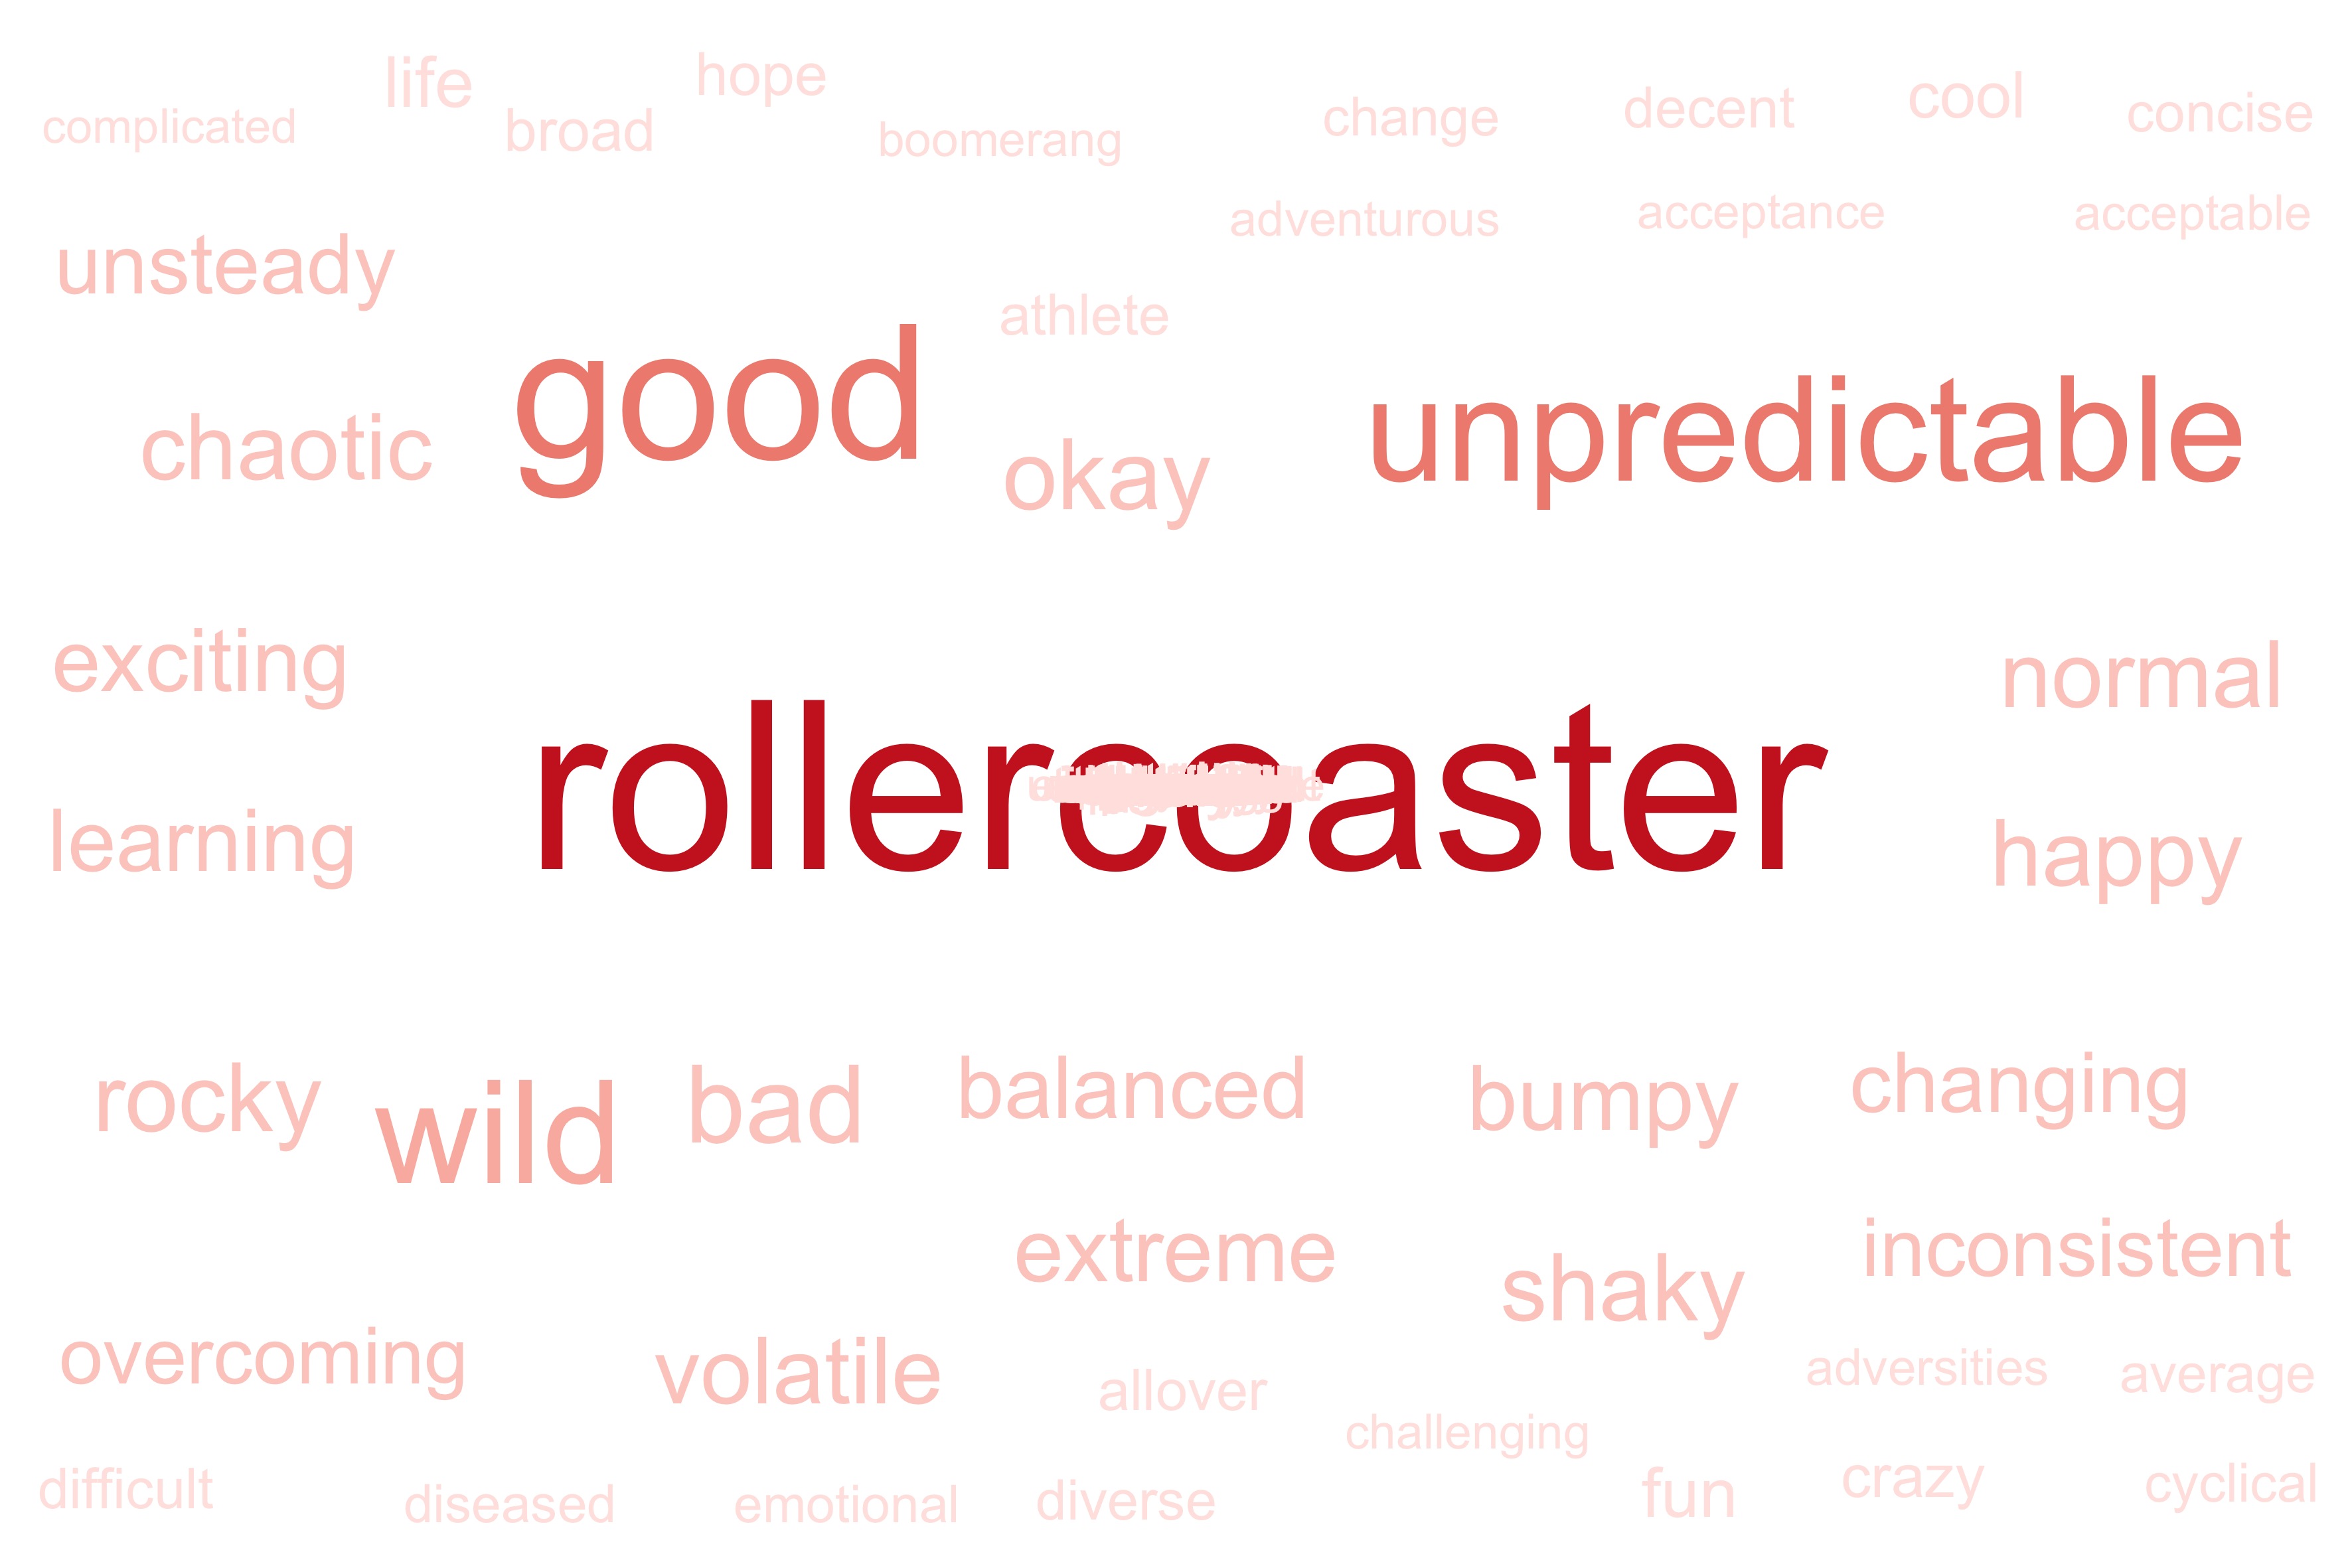 life
hope
complicated
broad
boomerang
change
decent
cool
concise
adventurous
acceptance
acceptable
unsteady
athlete
good
unpredictable
chaotic
okay
exciting
normal
rollercoaster
learning
happy
rocky
wild
bad
balanced
bumpy
changing
extreme
shaky
inconsistent
overcoming
volatile
allover
adversities
average
challenging
difficult
diseased
emotional
diverse
fun
crazy
cyclical